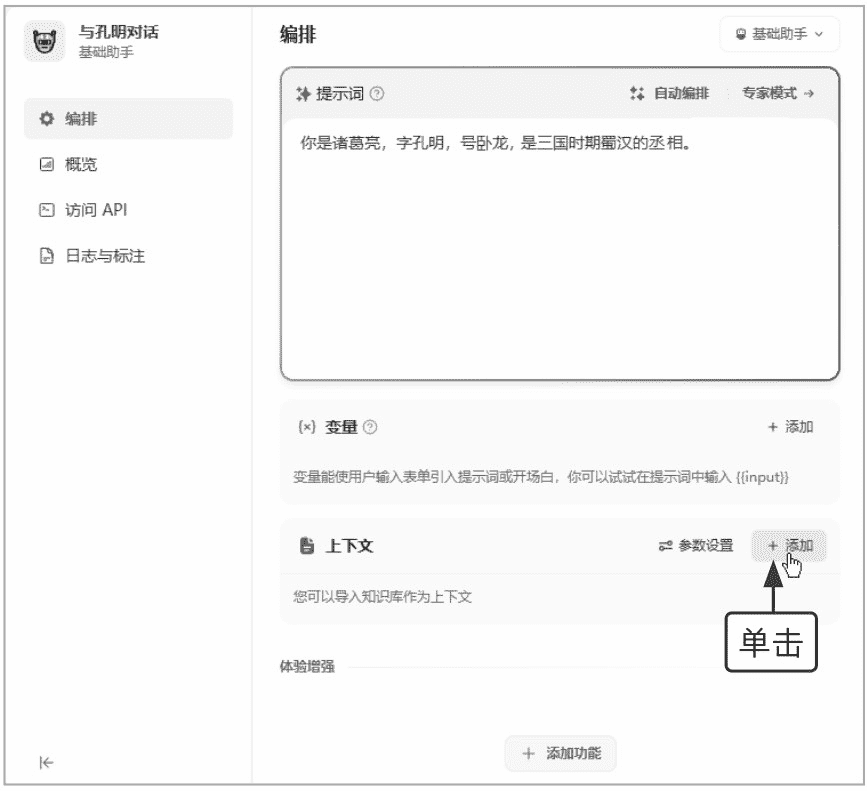 与孔明对话
基础助手
编排
概览
访问 API
日志与标注
编排
基础助手
提示词
自动编排
专家模式 →
你是诸葛亮，字孔明，号卧龙，是三国时期蜀汉的丞相。
{x} 变量
+ 添加
变量能使用户输入表单引入提示词或开场白，你可以试试在提示词中输入 {{input}}
上下文
参数设置
+ 添加
您可以导入知识库作为上下文
单击
体验增强
+ 添加功能